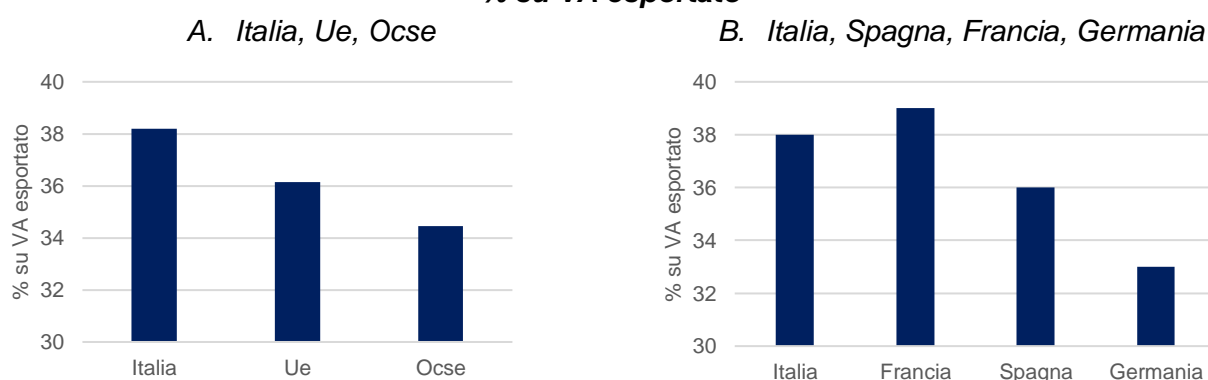 % su VA esportato
A. Italia, Ue, Ocse
40
38
36
34
32
30
% su VA esportato
Italia Ue Ocse
B. Italia, Spagna, Francia, Germania
40
38
36
34
32
30
% su VA esportato
Italia Francia Spagna Germania